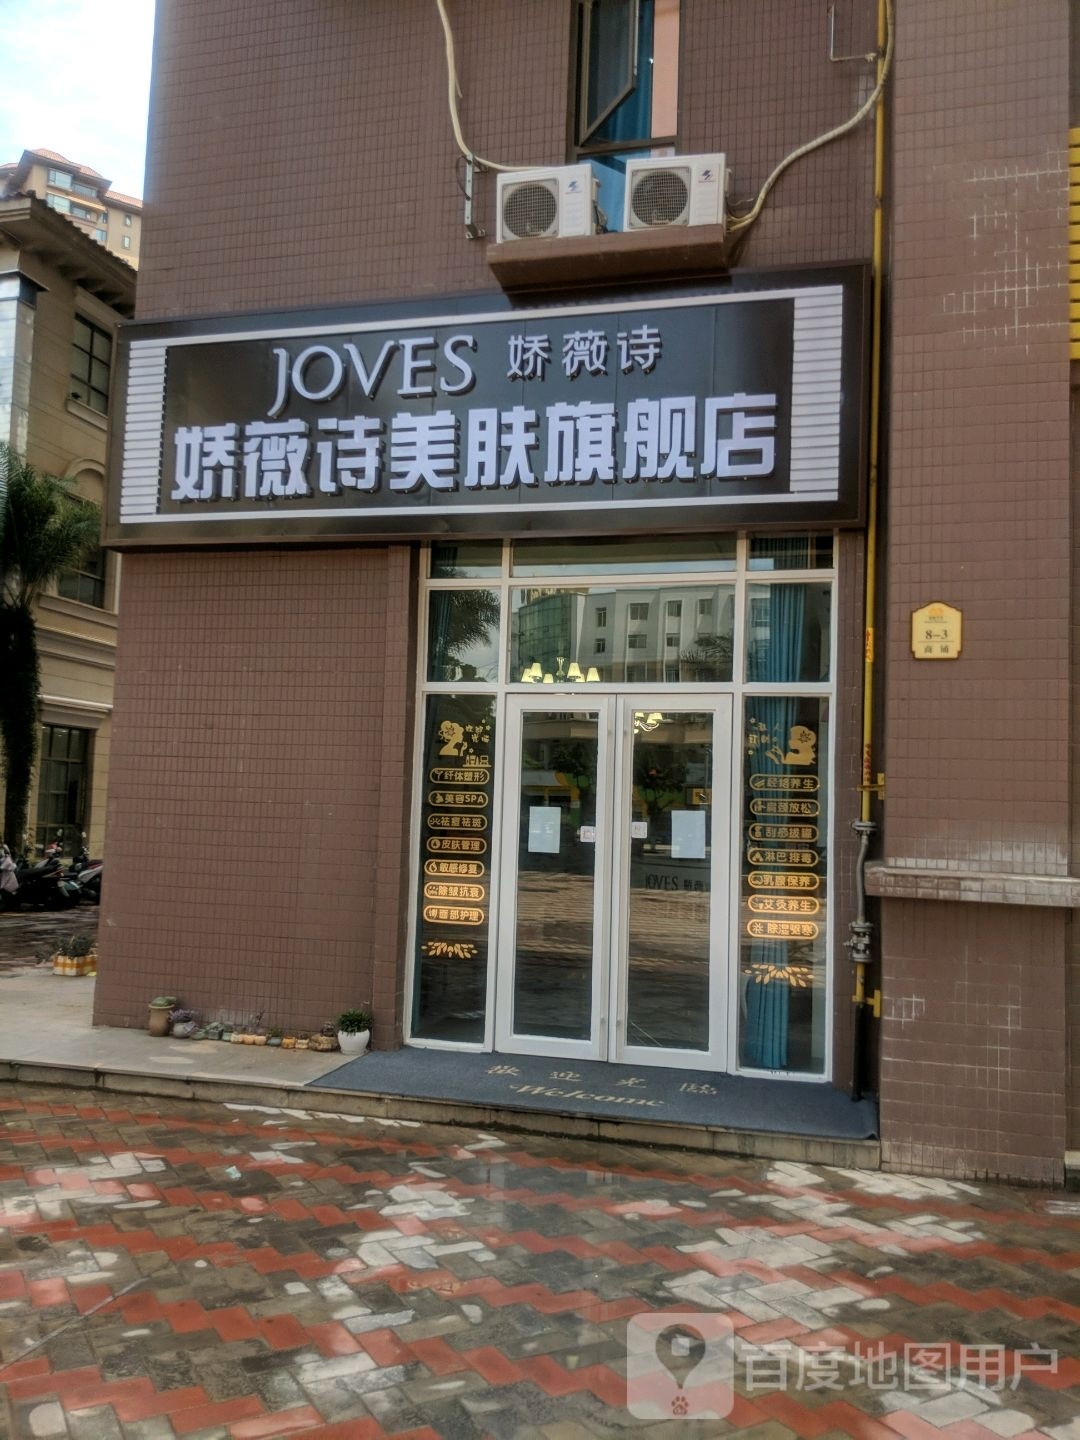 JOVES 娇薇诗
娇薇诗美肤旗舰店
8-3
商铺
纤体塑形
美容SPA
祛痘祛斑
皮肤管理
敏感修复
除皱抗衰
面部护理
经络养生
肩颈放松
刮痧拔罐
淋巴排毒
乳腺保养
艾灸养生
除湿驱寒
JOVES
欢迎光临
Welcome
百度地图用户